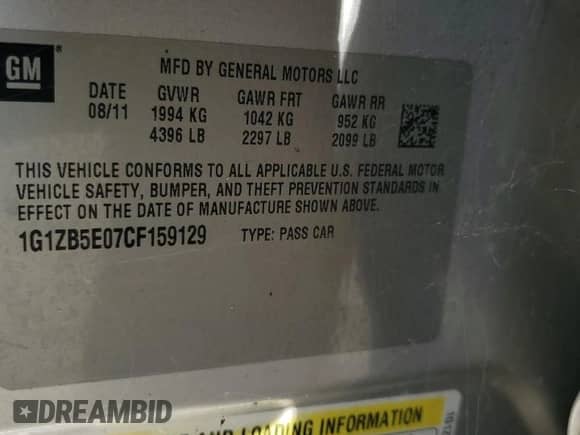 GM ®
MFD BY GENERAL MOTORS LLC
DATE GVWR GAWR FRT GAWR RR
08/11 1994 KG 1042 KG 952 KG
4396 LB 2297 LB 2099 LB
THIS VEHICLE CONFORMS TO ALL APPLICABLE U.S. FEDERAL MOTOR
VEHICLE SAFETY, BUMPER, AND THEFT PREVENTION STANDARDS IN
EFFECT ON THE DATE OF MANUFACTURE SHOWN ABOVE.
1G1ZB5E07CF159129 TYPE: PASS CAR
AND LOADING INFORMATION
DREAMBID